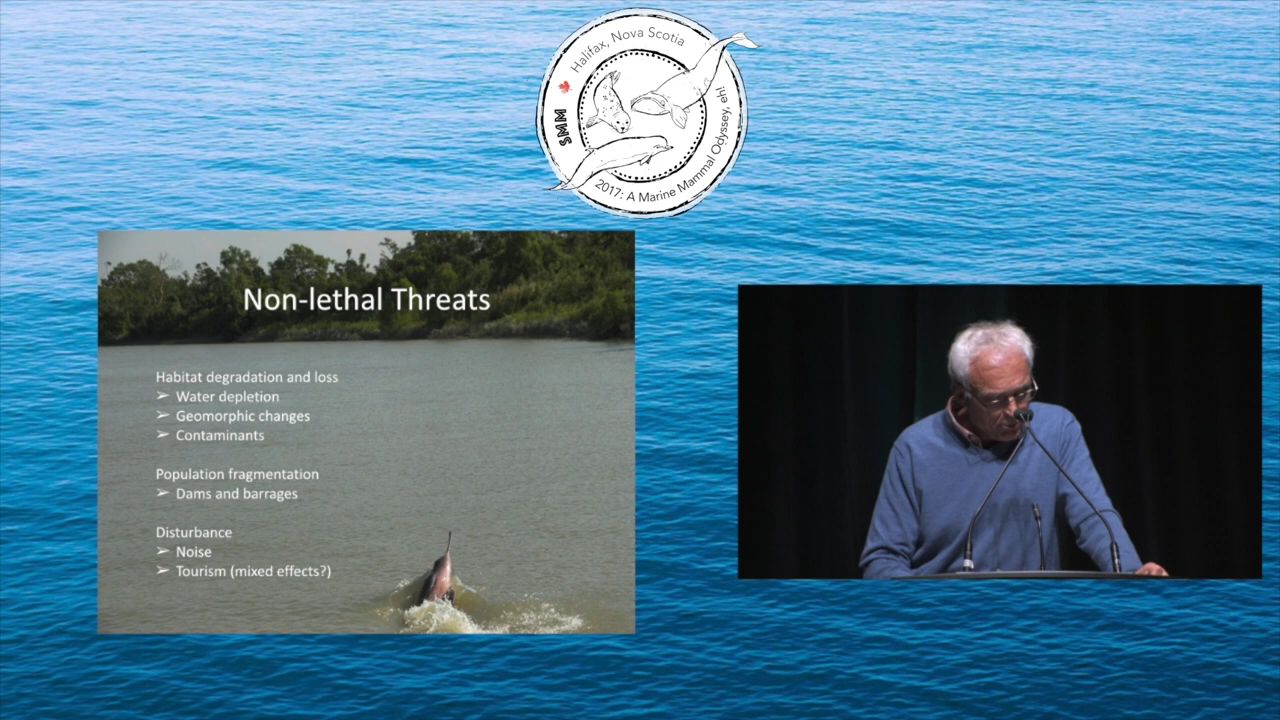 Halifax, Nova Scotia
SMM
2017: A Marine Mammal Odyssey, eh!
Non-lethal Threats
Habitat degradation and loss
➢ Water depletion
➢ Geomorphic changes
➢ Contaminants
Population fragmentation
➢ Dams and barrages
Disturbance
➢ Noise
➢ Tourism (mixed effects?)